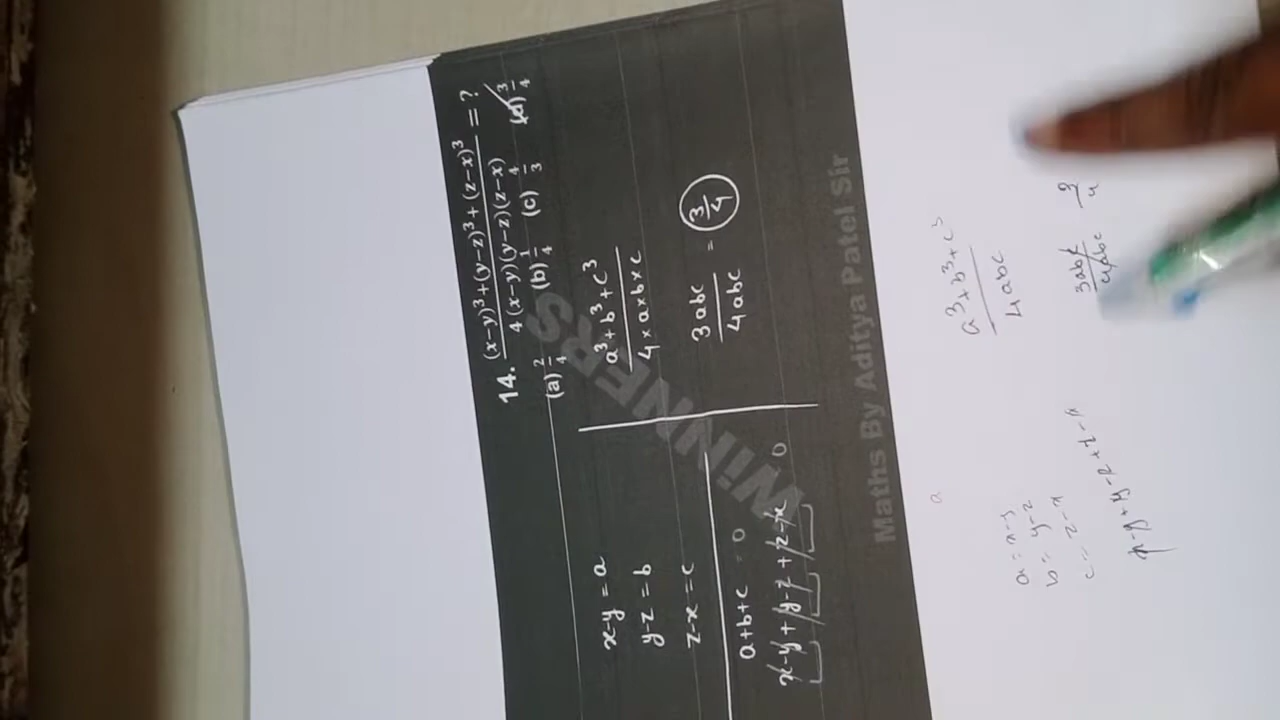 14. (x−y)³+(y−z)³+(z−x)³ / 4(x−y)(y−z)(z−x) = ?
(a) 2/4 (b) 1/4 (c) 4/3 (d) 3/4
x-y = a
y-z = b
z-x = c
a+b+c = 0
x-y+y-z+z-x = 0
a³+b³+c³ / 4×a×b×c
3abc / 4abc = 3/4
WiNNERS
Maths By Aditya Patel Sir
a
a = x-y
b = y-z
c = z-x
x-y+y-z+z-x
a³+b³+c³ / 4abc
3abc / 4abc 3/4